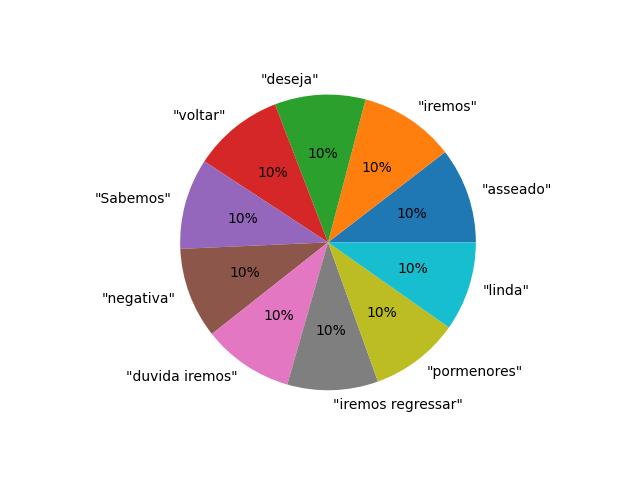 "deseja"
"iremos"
"voltar"
"asseado"
"Sabemos"
"linda"
"negativa"
"pormenores"
"duvida iremos"
"iremos regressar"
10%
10%
10%
10%
10%
10%
10%
10%
10%
10%